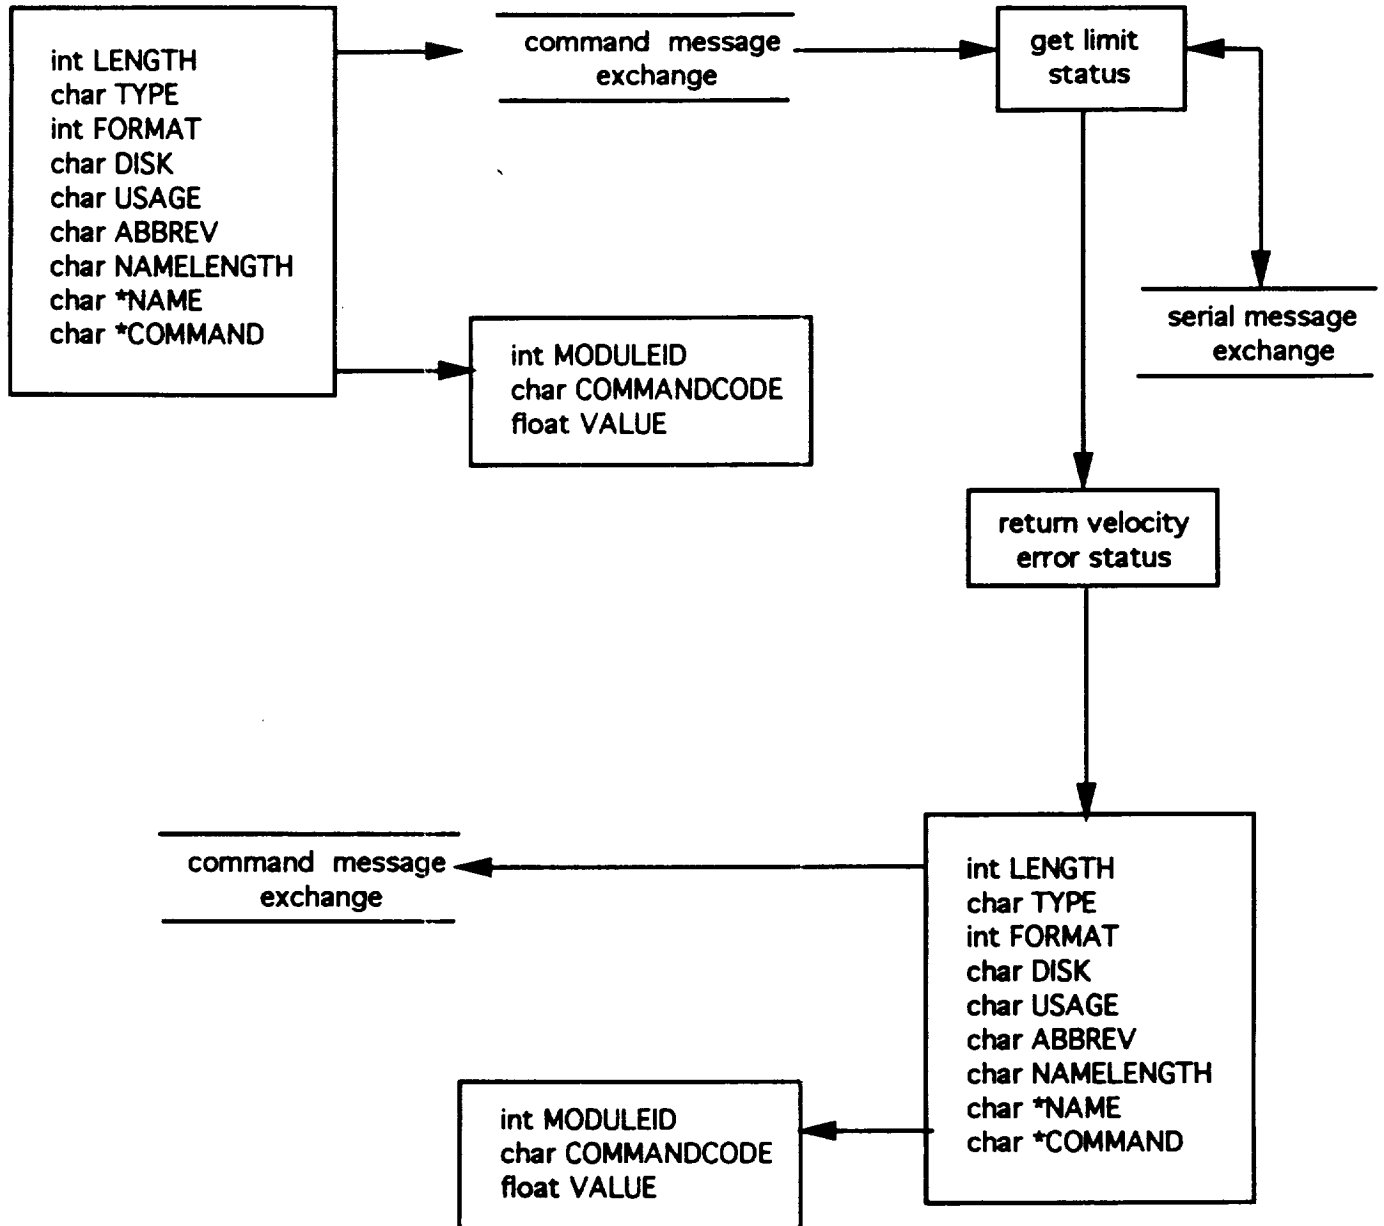 int LENGTH
char TYPE
int FORMAT
char DISK
char USAGE
char ABBREV
char NAMELENGTH
char *NAME
char *COMMAND
command message
exchange
get limit
status
serial message
exchange
int MODULEID
char COMMANDCODE
float VALUE
return velocity
error status
command message
exchange
int LENGTH
char TYPE
int FORMAT
char DISK
char USAGE
char ABBREV
char NAMELENGTH
char *NAME
char *COMMAND
int MODULEID
char COMMANDCODE
float VALUE